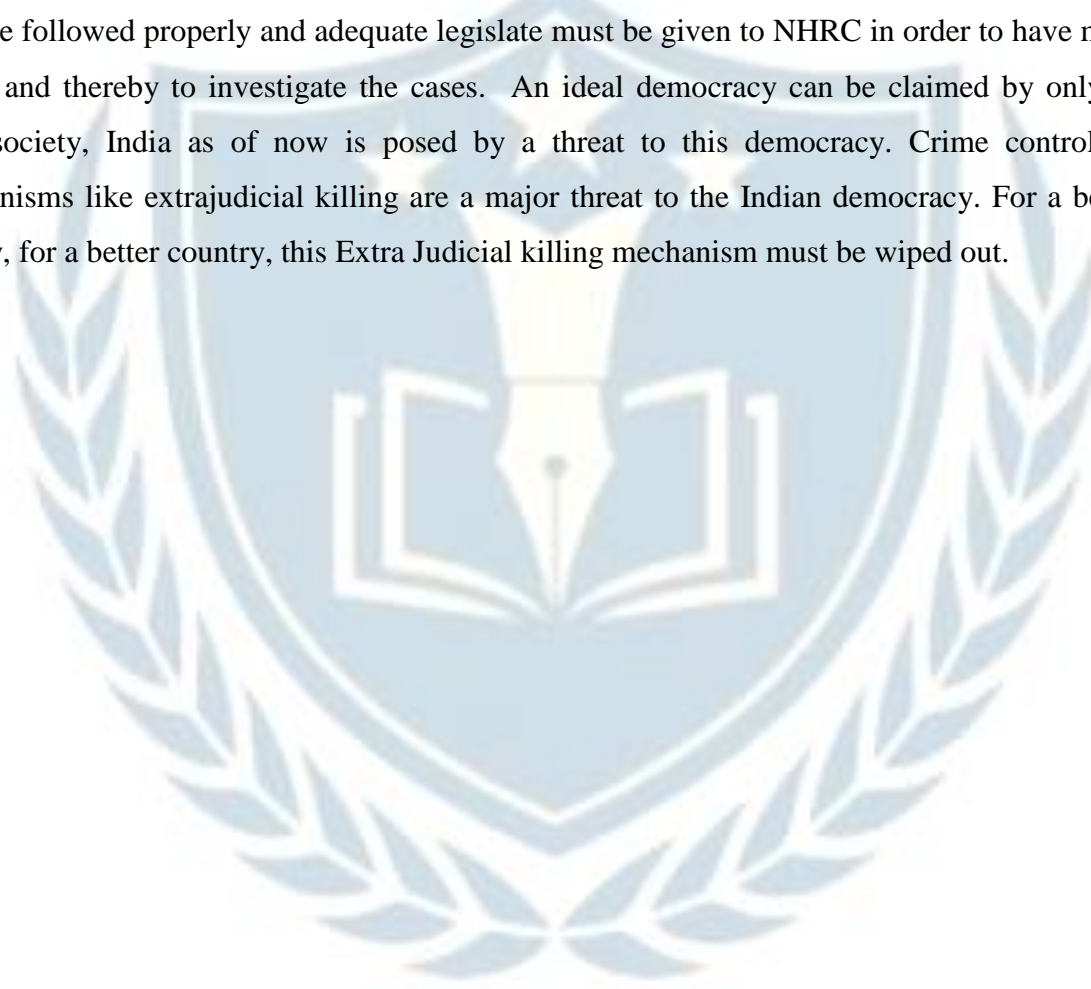 e followed properly and adequate legislate must be given to NHRC in order to have
and thereby to investigate the cases. An ideal democracy can be claimed by only
society, India as of now is posed by a threat to this democracy. Crime control
nisms like extrajudicial killing are a major threat to the Indian democracy. For a
, for a better country, this Extra Judicial killing mechanism must be wiped out.